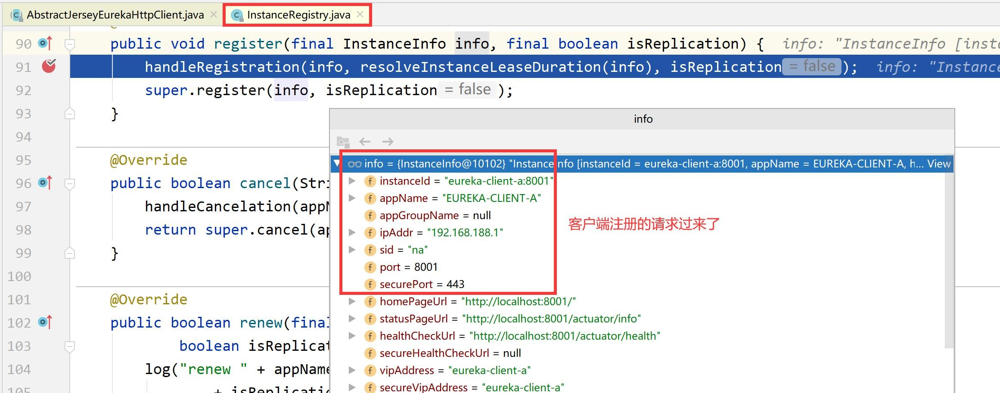 AbstractJerseyEurekaHttpClient.java
InstanceRegistry.java
90 public void register(final InstanceInfo info, final boolean isReplication) { info: "InstanceInfo [inst
91 handleRegistration(info, resolveInstanceLeaseDuration(info), isReplication = false ); info: "Instance
92 super.register(info, isReplication = false );
93 }
94
95 @Override
96 public boolean cancel(Stri
97 handleCancelation(app
98 return super.cancel(a
99 }
100
101 @Override
102 public boolean renew(fina
103 boolean isReplicat
104 log("renew " + appName
105 + isReplicatio
info
info = {InstanceInfo@10102} "InstanceInfo [instanceId = eureka-client-a:8001, appName = EUREKA-CLIENT-A, h... View
instanceId = "eureka-client-a:8001"
appName = "EUREKA-CLIENT-A"
appGroupName = null
ipAddr = "192.168.188.1"
sid = "na"
port = 8001
securePort = 443
homePageUrl = "http://localhost:8001/"
statusPageUrl = "http://localhost:8001/actuator/info"
healthCheckUrl = "http://localhost:8001/actuator/health"
secureHealthCheckUrl = null
vipAddress = "eureka-client-a"
secureVipAddress = "eureka-client-a"
客户端注册的请求过来了